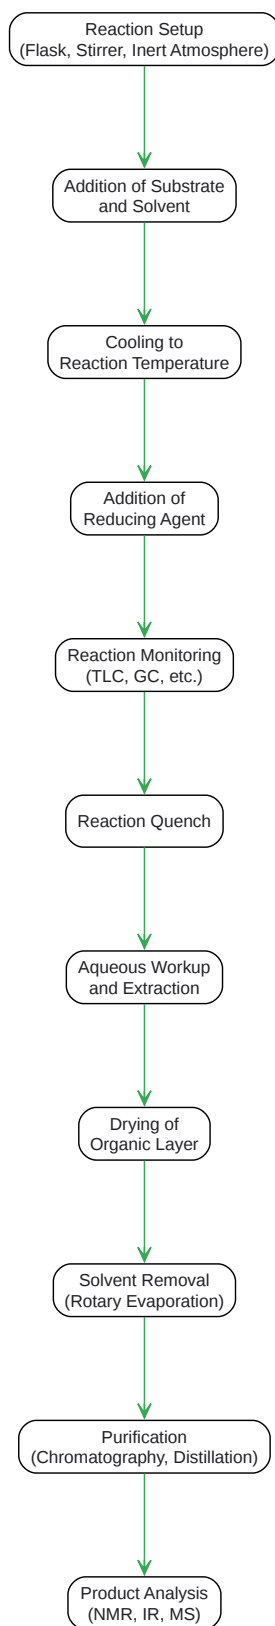 Reaction Setup
(Flask, Stirrer, Inert Atmosphere)
Addition of Substrate
and Solvent
Cooling to
Reaction Temperature
Addition of
Reducing Agent
Reaction Monitoring
(TLC, GC, etc.)
Reaction Quench
Aqueous Workup
and Extraction
Drying of
Organic Layer
Solvent Removal
(Rotary Evaporation)
Purification
(Chromatography, Distillation)
Product Analysis
(NMR, IR, MS)